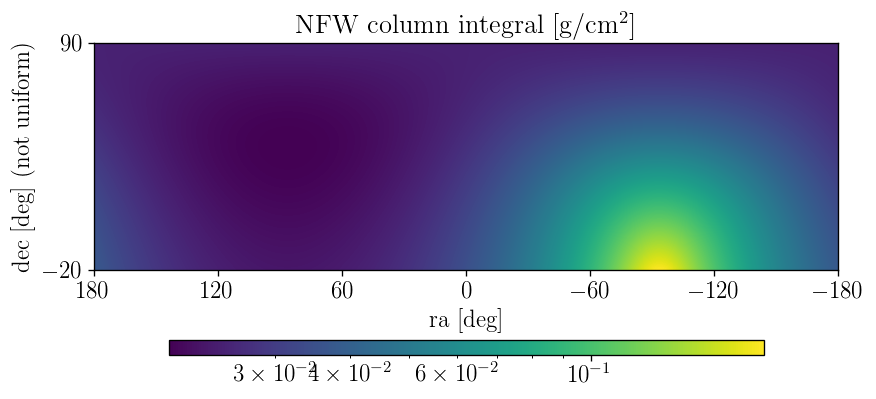 NFW column integral [g/cm²]
90
dec [deg] (not uniform)
−20
180 120 60 0 −60 −120 −180
ra [deg]
3 × 10⁻² 4 × 10⁻² 6 × 10⁻² 10⁻¹